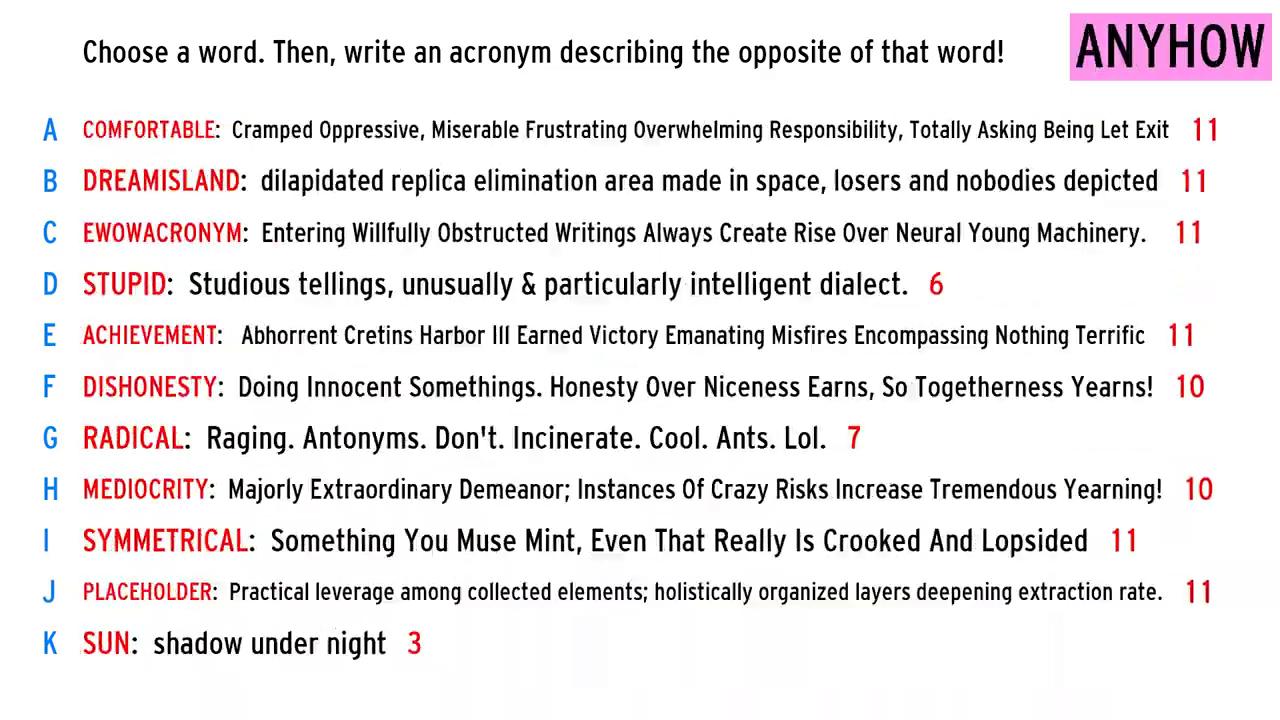 Choose a word. Then, write an acronym describing the opposite of that word!
ANYHOW
A COMFORTABLE: Cramped Oppressive, Miserable Frustrating Overwhelming Responsibility, Totally Asking Being Let Exit 11
B DREAMISLAND: dilapidated replica elimination area made in space, losers and nobodies depicted 11
C EWOWACRONYM: Entering Willfully Obstructed Writings Always Create Rise Over Neural Young Machinery. 11
D STUPID: Studious tellings, unusually & particularly intelligent dialect. 6
E ACHIEVEMENT: Abhorrent Cretins Harbor Ill Earned Victory Emanating Misfires Encompassing Nothing Terrific 11
F DISHONESTY: Doing Innocent Somethings. Honesty Over Niceness Earns, So Togetherness Yearns! 10
G RADICAL: Raging. Antonyms. Don't. Incinerate. Cool. Ants. Lol. 7
H MEDIOCRITY: Majorly Extraordinary Demeanor; Instances Of Crazy Risks Increase Tremendous Yearning! 10
I SYMMETRICAL: Something You Muse Mint, Even That Really Is Crooked And Lopsided 11
J PLACEHOLDER: Practical leverage among collected elements; holistically organized layers deepening extraction rate. 11
K SUN: shadow under night 3